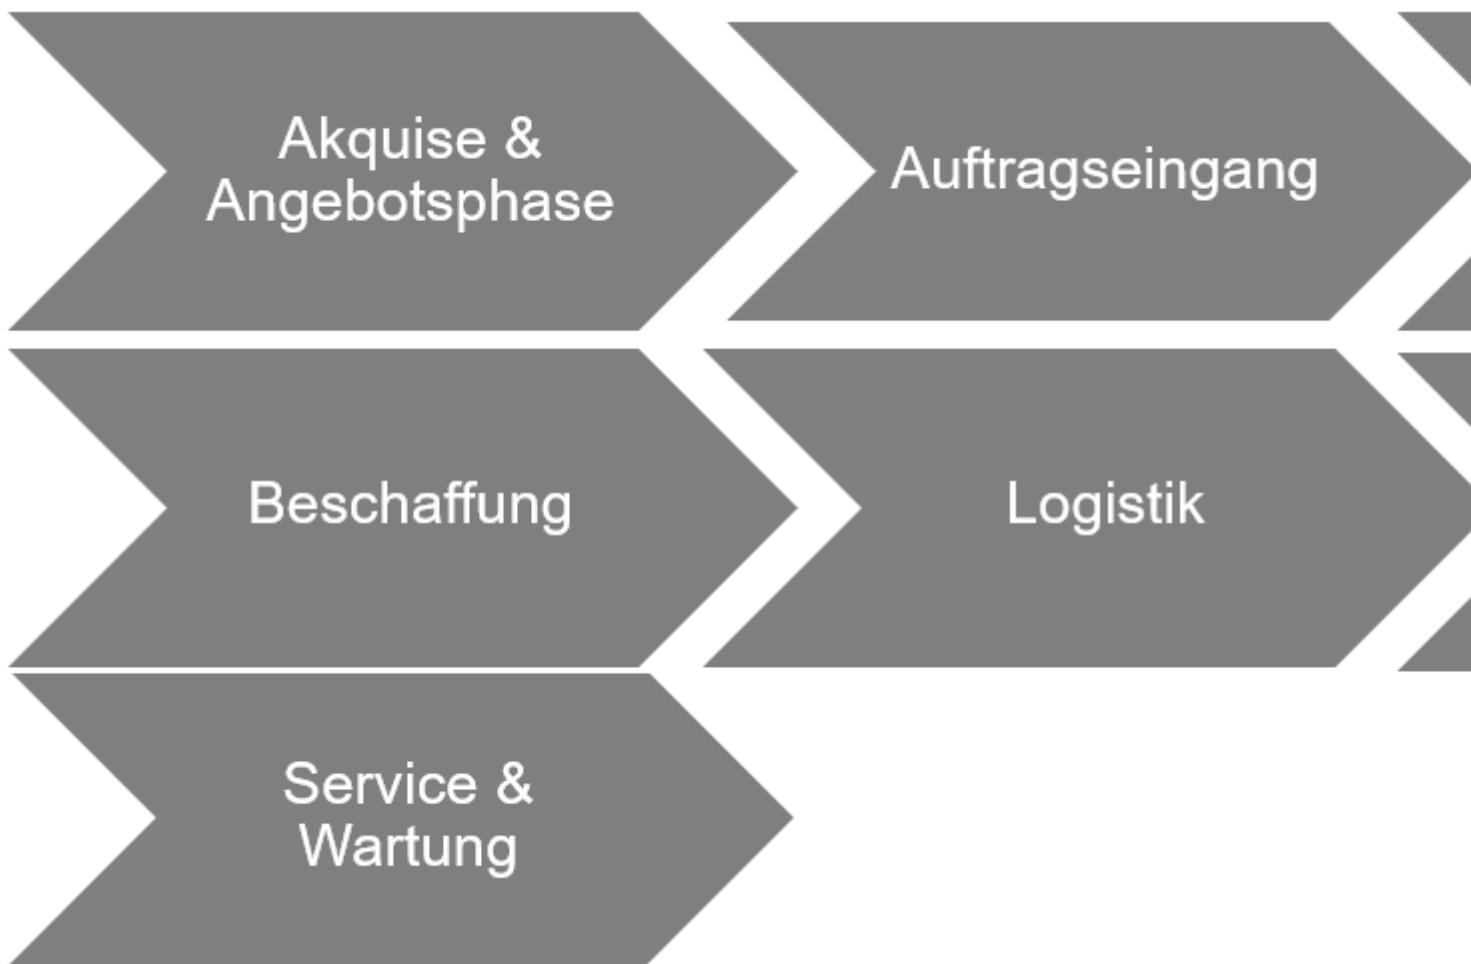 Akquise &
Angebotsphase
Auftragseingang
Beschaffung
Logistik
Service &
Wartung